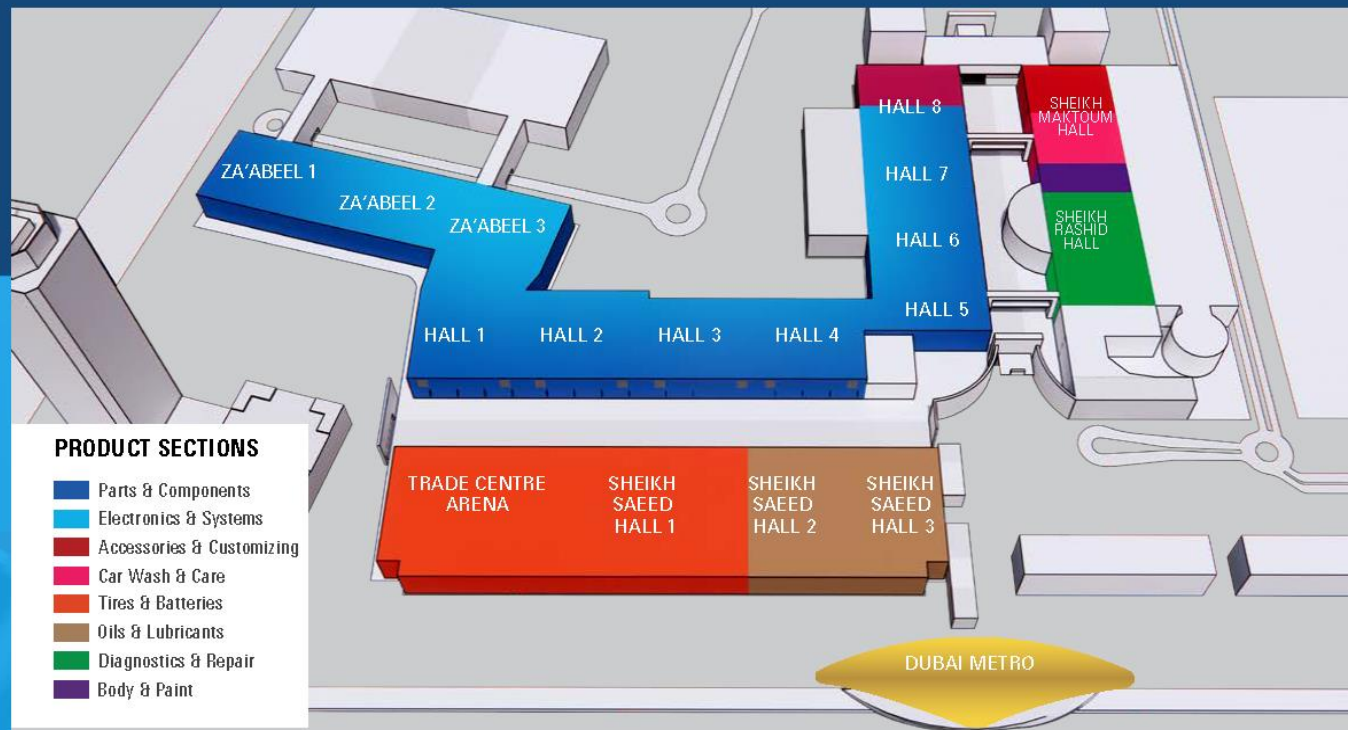 HALL 8
SHEIKH
MAKTOUM
HALL
ZA'ABEEL 1
HALL 7
ZA'ABEEL 2
ZA'ABEEL 3
SHEIKH
RASHID
HALL
HALL 6
HALL 5
HALL 1
HALL 2
HALL 3
HALL 4
PRODUCT SECTIONS
Parts & Components
Electronics & Systems
Accessories & Customizing
Car Wash & Care
Tires & Batteries
Oils & Lubricants
Diagnostics & Repair
Body & Paint
TRADE CENTRE
ARENA
SHEIKH
SAEED
HALL 1
SHEIKH
SAEED
HALL 2
SHEIKH
SAEED
HALL 3
DUBAI METRO